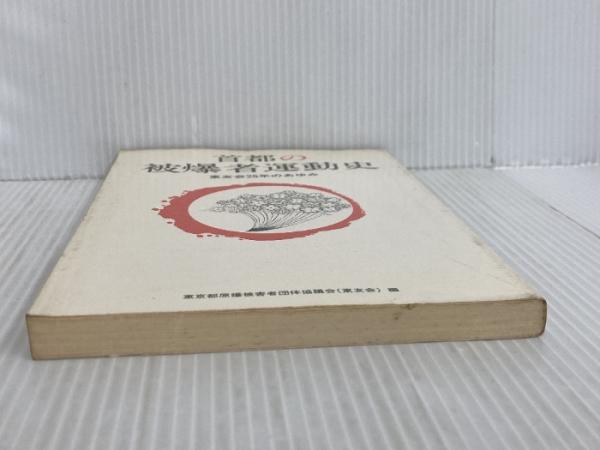 首都の
被爆者運動史
東友会25年のあゆみ
東京都原爆被害者団体協議会(東友会)編